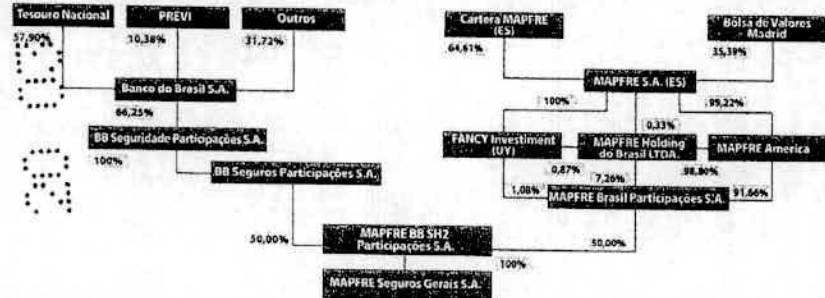 Tesouro Nacional
PREVI
Outros
57,90%
10,38%
31,72%
Banco do Brasil S.A.
66,25%
BB Seguridade Participações S.A.
100%
BB Seguros Participações S.A.
50,00%
Cartera MAPFRE
(ES)
Bolsa de Valores
Madrid
64,61%
35,39%
MAPFRE S.A. (ES)
100%
0,33%
99,22%
FANCY Investiment
(UY)
MAPFRE Holding
do Brasil LTDA.
MAPFRE America
0,87%
98,80%
1,08%
7,26%
91,66%
MAPFRE Brasil Participações S.A.
50,00%
MAPFRE BB SH2
Participações S.A.
100%
MAPFRE Seguros Gerais S.A.